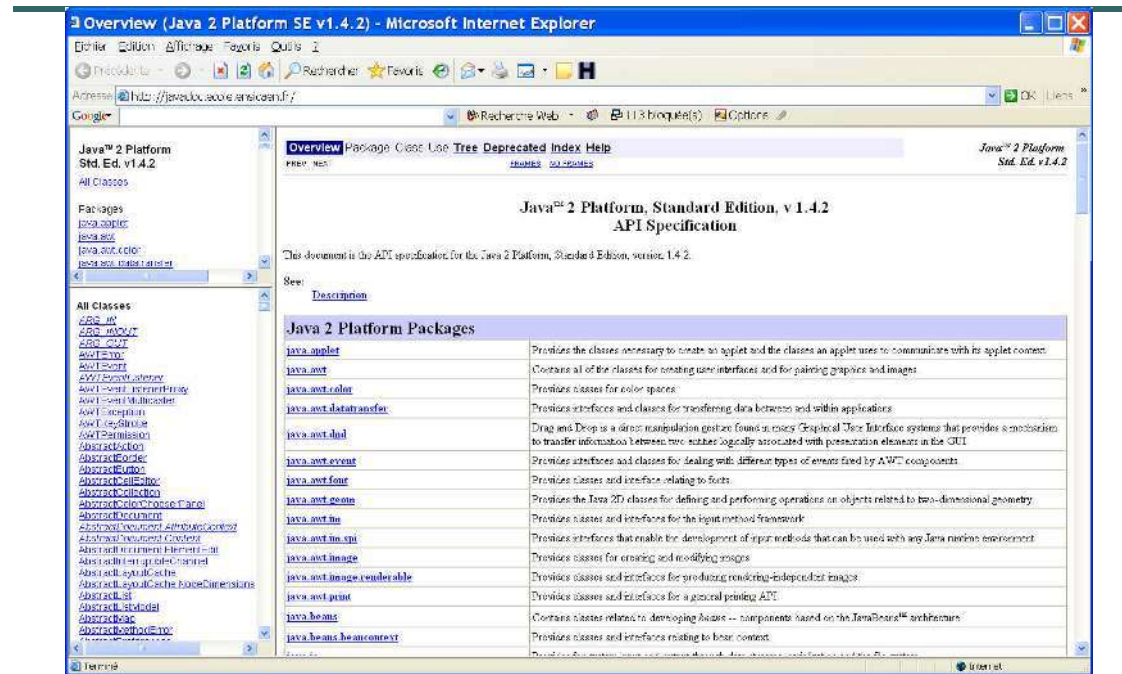 Overview (Java 2 Platform SE v1.4.2) - Microsoft Internet Explorer
Fichier Edition Affichage Favoris Outils ?
Précédente Rechercher Favoris
Adresse http://javadoc.ecole.ensicaen.fr/ OK Liens
Google Recherche Web 113 bloquée(s) Options
Java™ 2 Platform
Std. Ed. v1.4.2
All Classes
Packages
java.applet
java.awt
java.awt.color
java.awt.datatransfer
All Classes
ARG_IN
ARG_INOUT
ARG_OUT
AWTError
AWTEvent
AWTEventListener
AWTEventListenerProxy
AWTEventMulticaster
AWTException
AWTKeyStroke
AWTPermission
AbstractAction
AbstractBorder
AbstractButton
AbstractCellEditor
AbstractCollection
AbstractColorChooserPanel
AbstractDocument
AbstractDocument.AttributeContext
AbstractDocument.Content
AbstractDocument.ElementEdit
AbstractInterruptibleChannel
AbstractLayoutCache
AbstractLayoutCache.NodeDimensions
AbstractList
AbstractListModel
AbstractMap
AbstractMethodError
Overview Package Class Use Tree Deprecated Index Help
PREV NEXT FRAMES NO FRAMES
Java™ 2 Platform
Std. Ed. v1.4.2
Java™ 2 Platform, Standard Edition, v 1.4.2
API Specification
This document is the API specification for the Java 2 Platform, Standard Edition, version 1.4.2.
See:
Description
Java 2 Platform Packages
java.applet Provides the classes necessary to create an applet and the classes an applet uses to communicate with its applet context.
java.awt Contains all of the classes for creating user interfaces and for painting graphics and images.
java.awt.color Provides classes for color spaces.
java.awt.datatransfer Provides interfaces and classes for transferring data between and within applications.
java.awt.dnd Drag and Drop is a direct manipulation gesture found in many Graphical User Interface systems that provides a mechanism
to transfer information between two entities logically associated with presentation elements in the GUI.
java.awt.event Provides interfaces and classes for dealing with different types of events fired by AWT components.
java.awt.font Provides classes and interface relating to fonts.
java.awt.geom Provides the Java 2D classes for defining and performing operations on objects related to two-dimensional geometry.
java.awt.im Provides classes and interfaces for the input method framework.
java.awt.im.spi Provides interfaces that enable the development of input methods that can be used with any Java runtime environment.
java.awt.image Provides classes for creating and modifying images.
java.awt.image.renderable Provides classes and interfaces for producing rendering-independent images.
java.awt.print Provides classes and interfaces for a general printing API.
java.beans Contains classes related to developing beans -- components based on the JavaBeans™ architecture.
java.beans.beancontext Provides classes and interfaces relating to bean context.
Terminé Internet